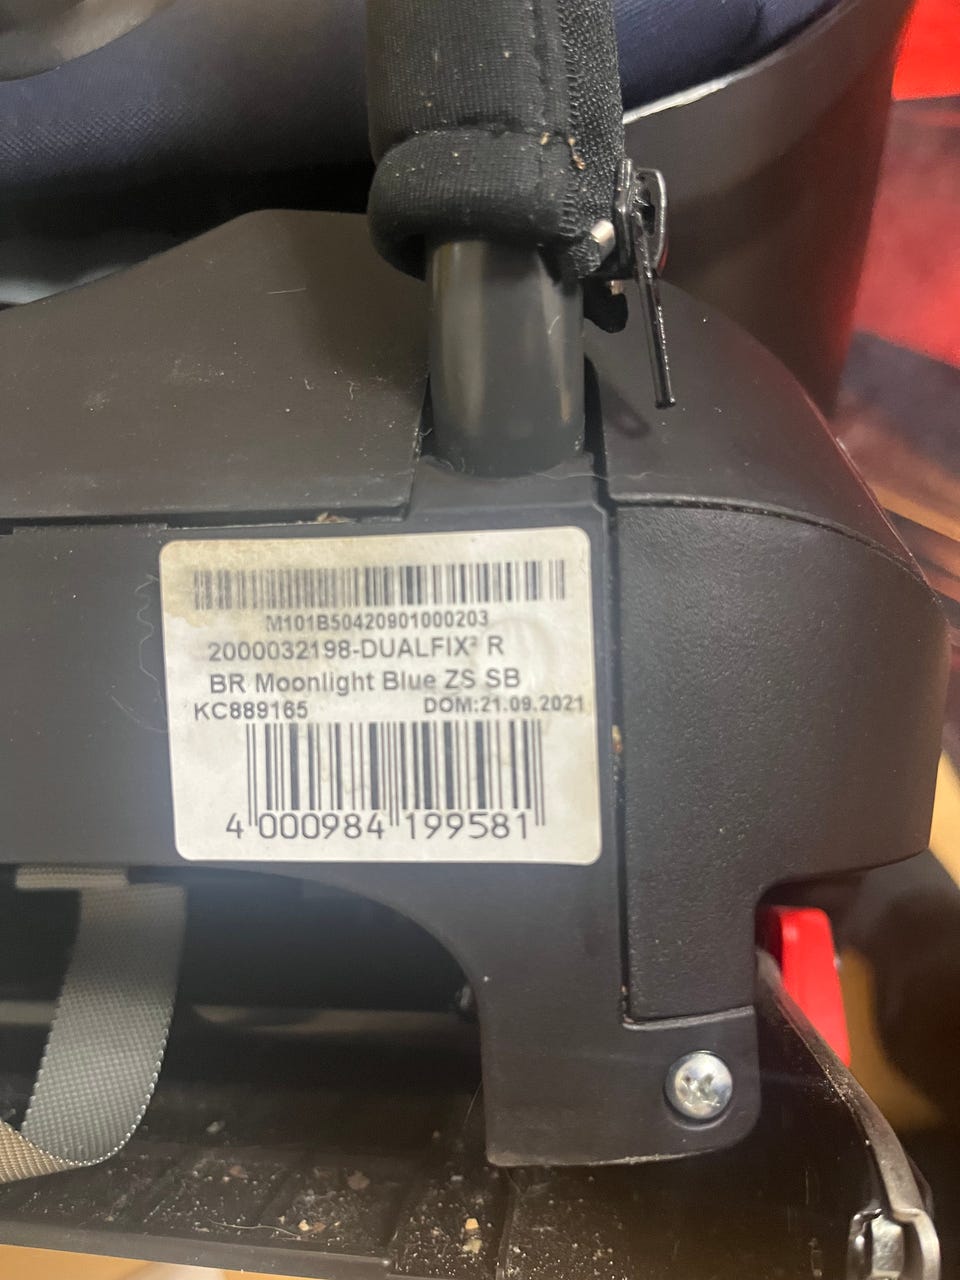 M101B50420901000203
2000032198-DUALFIX² R
BR Moonlight Blue ZS SB
KC889165 DOM:21.09.2021
4 000984 199581